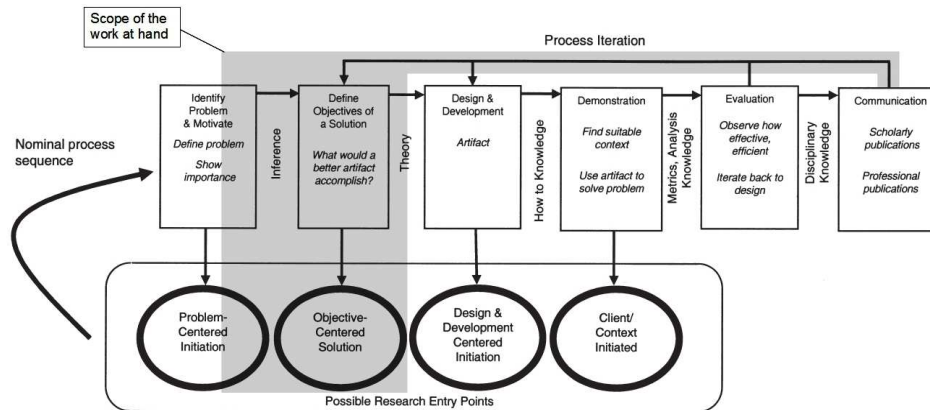 Scope of the
work at hand
Process Iteration
Nominal process
sequence
Identify
Problem
& Motivate
Define problem
Show
importance
Inference
Define
Objectives of
a Solution
What would a
better artifact
accomplish?
Theory
Design &
Development
Artifact
How to Knowledge
Demonstration
Find suitable
context
Use artifact to
solve problem
Metrics, Analysis
Knowledge
Evaluation
Observe how
effective,
efficient
Iterate back to
design
Disciplinary
Knowledge
Communication
Scholarly
publications
Professional
publications
Problem-
Centered
Initiation
Objective-
Centered
Solution
Design &
Development
Centered
Initiation
Client/
Context
Initiated
Possible Research Entry Points